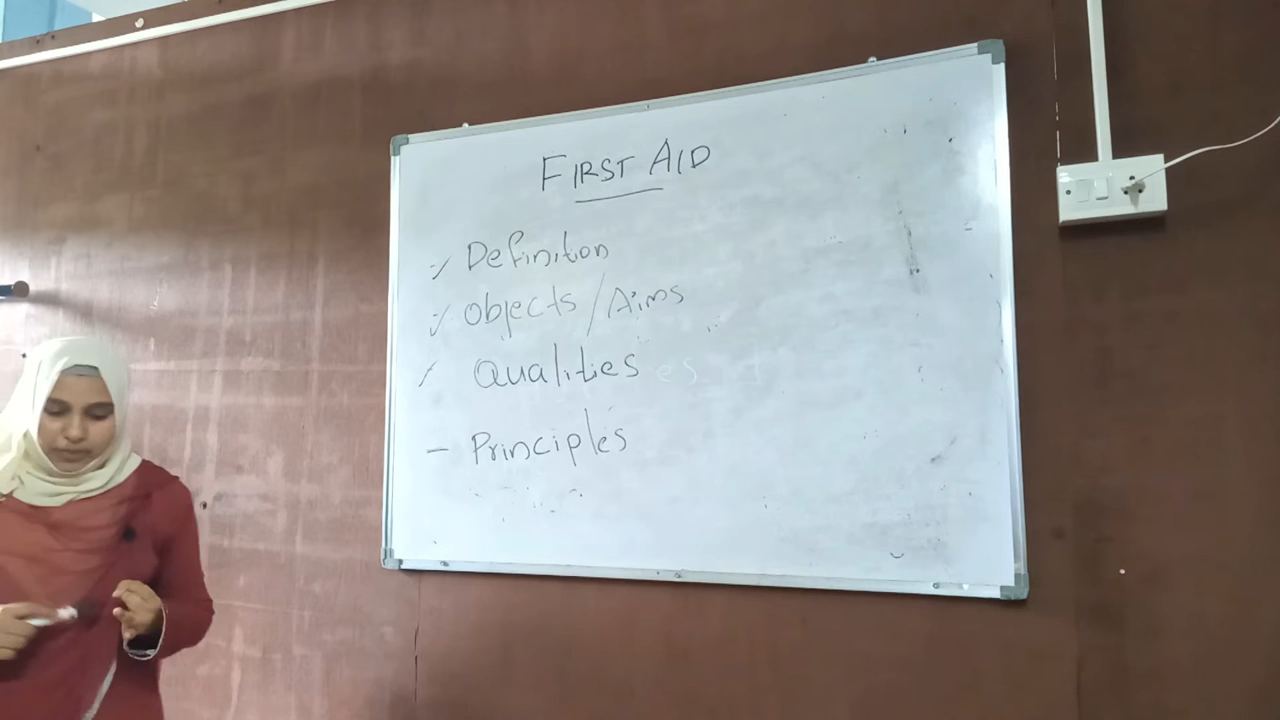 FIRST AID
Definition
Objects/Aims
Qualities
- Principles